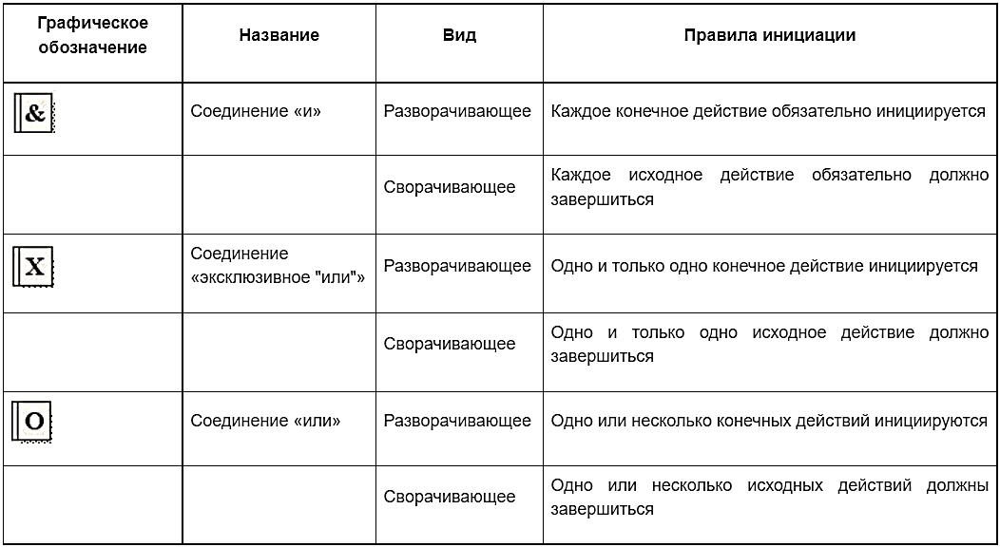 Графическое обозначение Название Вид Правила инициации
& Соединение «и» Разворачивающее Каждое конечное действие обязательно инициируется
Сворачивающее Каждое исходное действие обязательно должно
завершиться
X Соединение «эксклюзивное "или"» Разворачивающее Одно и только одно конечное действие инициируется
Сворачивающее Одно и только одно исходное действие должно
завершиться
O Соединение «или» Разворачивающее Одно или несколько конечных действий инициируются
Сворачивающее Одно или несколько исходных действий должны
завершиться